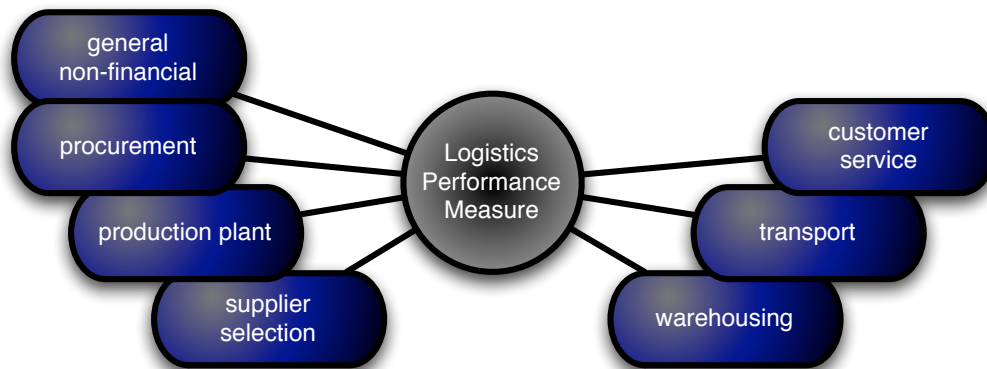 general
non-financial
procurement
production plant
supplier
selection
Logistics
Performance
Measure
customer
service
transport
warehousing